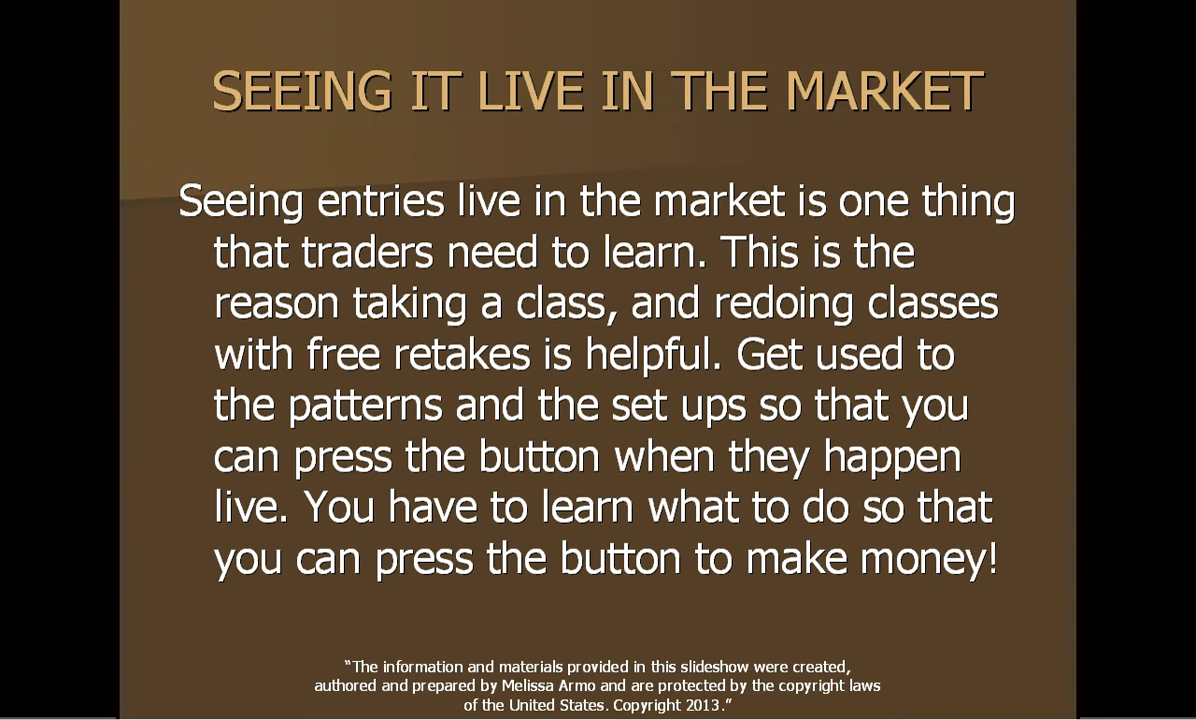 SEEING IT LIVE IN THE MARKET
Seeing entries live in the market is one thing
that traders need to learn. This is the
reason taking a class, and redoing classes
with free retakes is helpful. Get used to
the patterns and the set ups so that you
can press the button when they happen
live. You have to learn what to do so that
you can press the button to make money!
“The information and materials provided in this slideshow were created,
authored and prepared by Melissa Armo and are protected by the copyright laws
of the United States. Copyright 2013.”